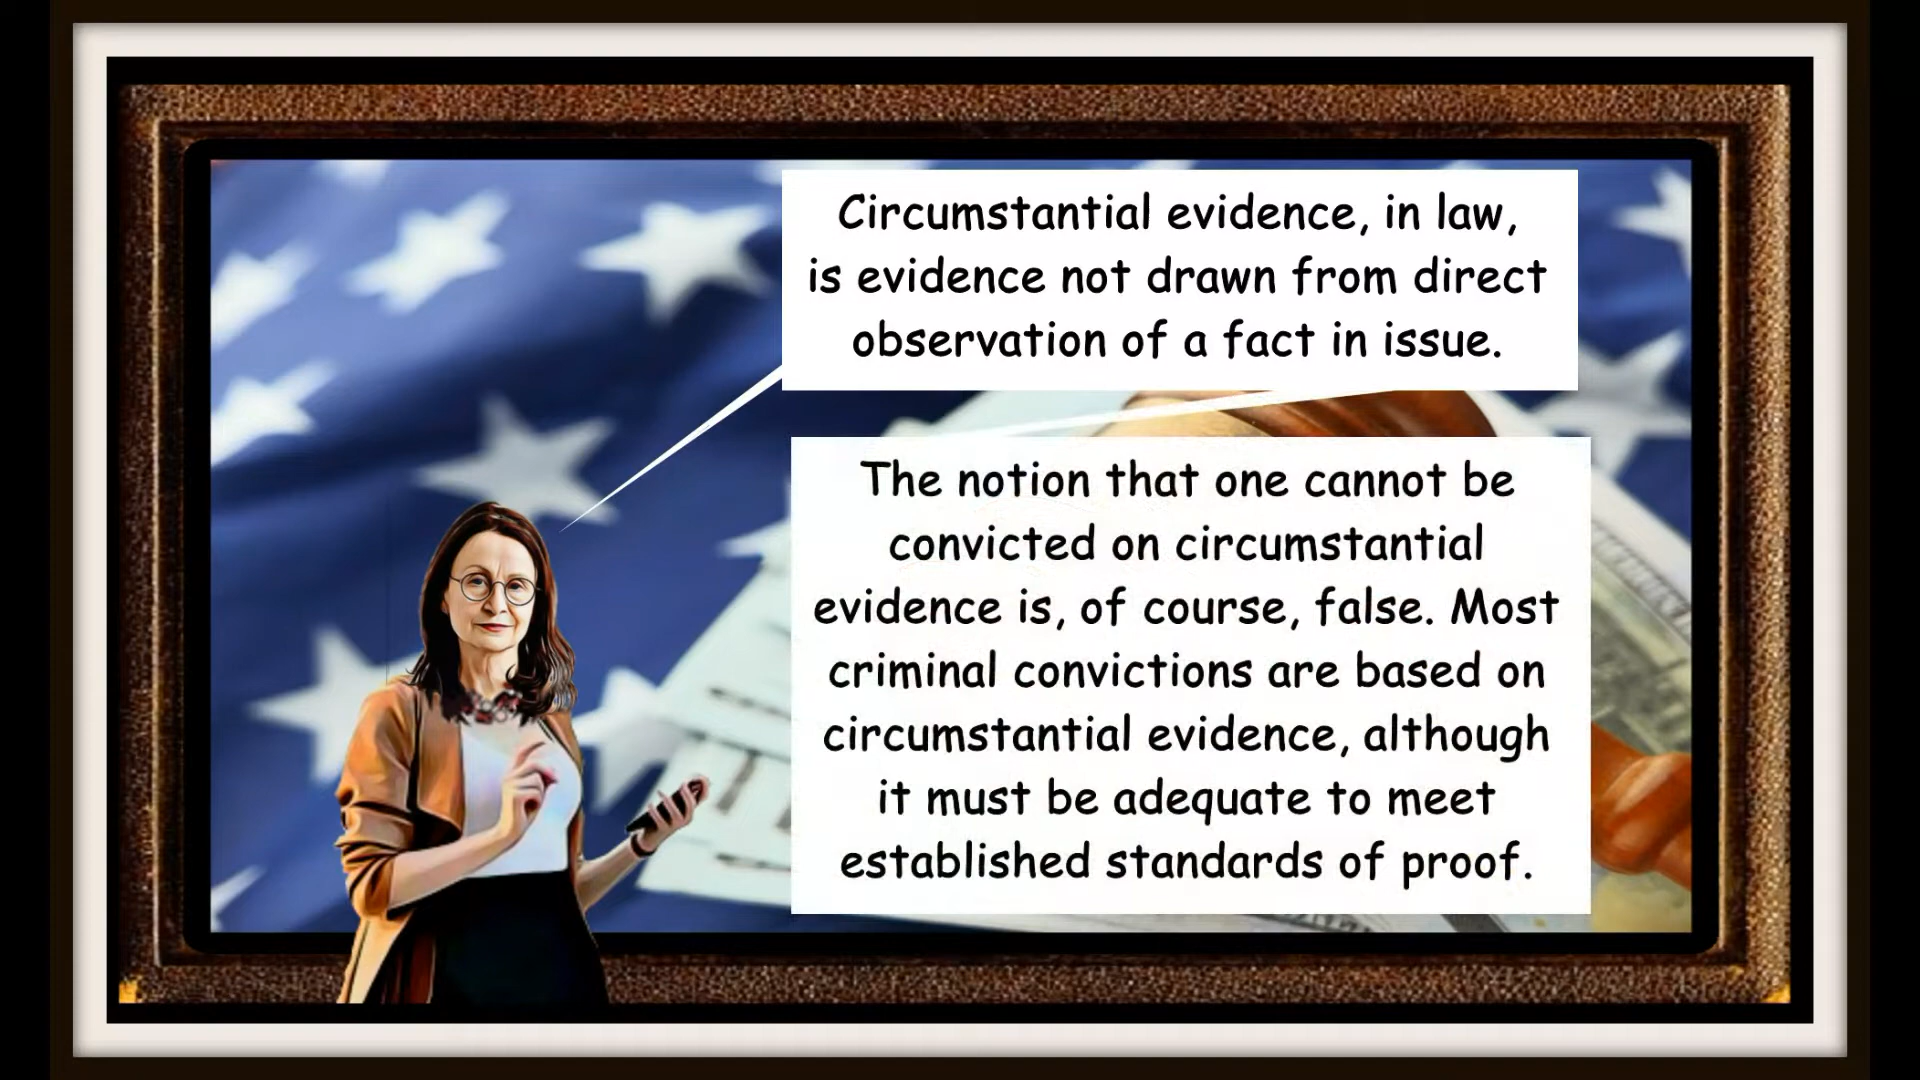 Circumstantial evidence, in law,
is evidence not drawn from direct
observation of a fact in issue.
The notion that one cannot be
convicted on circumstantial
evidence is, of course, false. Most
criminal convictions are based on
circumstantial evidence, although
it must be adequate to meet
established standards of proof.